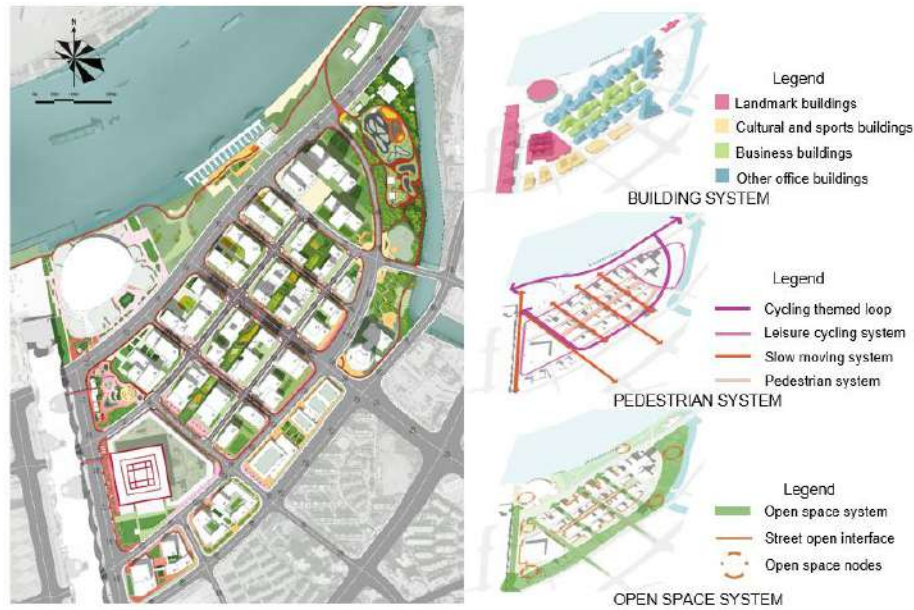 N
Legend
Landmark buildings
Cultural and sports buildings
Business buildings
Other office buildings
BUILDING SYSTEM
Legend
Cycling themed loop
Leisure cycling system
Slow moving system
Pedestrian system
PEDESTRIAN SYSTEM
Legend
Open space system
Street open interface
Open space nodes
OPEN SPACE SYSTEM